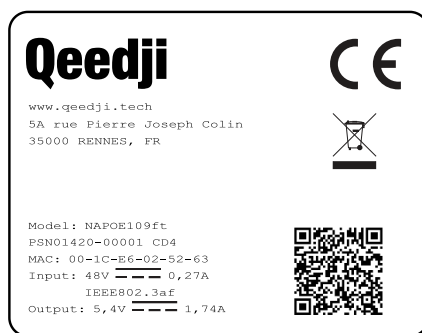 Qeedji
CE
www.qeedji.tech
5A rue Pierre Joseph Colin
35000 RENNES, FR
Model: NAPOE109ft
PSN01420-00001 CD4
MAC: 00-1C-E6-02-52-63
Input: 48V 0,27A
IEEE802.3af
Output: 5,4V 1,74A